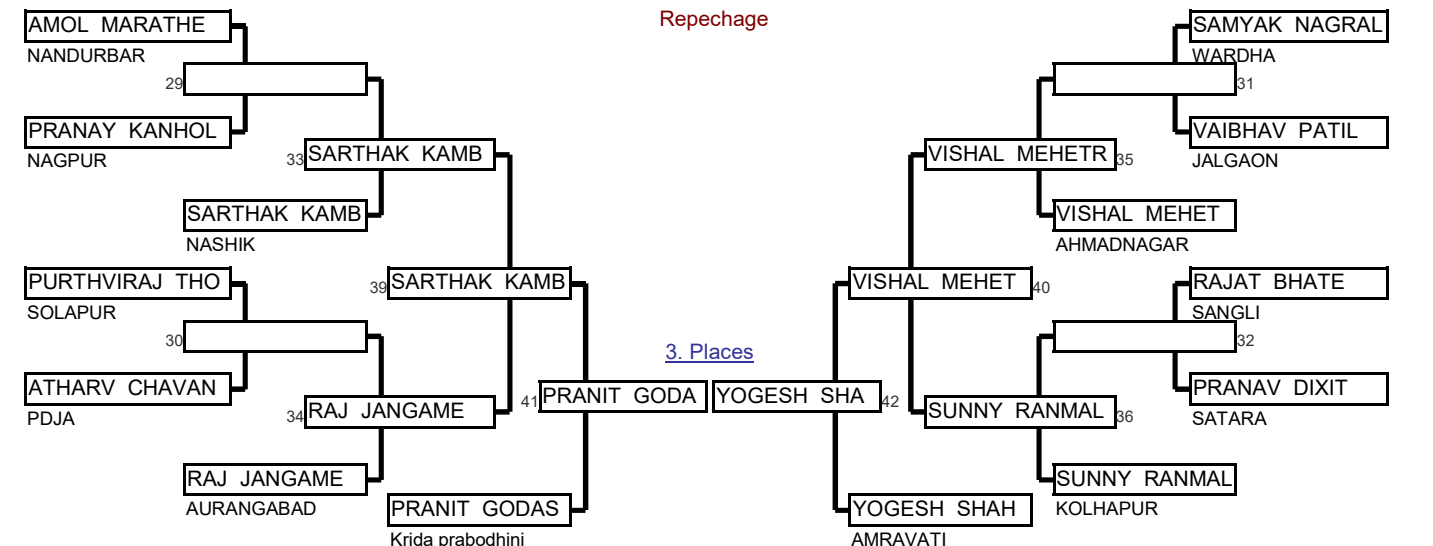 Repechage
AMOL MARATHE
NANDURBAR
29
PRANAY KANHOL
NAGPUR
33 SARTHAK KAMB
SARTHAK KAMB
NASHIK
PURTHVIRAJ THO
SOLAPUR
39 SARTHAK KAMB
30
ATHARV CHAVAN
PDJA
34 RAJ JANGAME
RAJ JANGAME
AURANGABAD
41 PRANIT GODA
PRANIT GODAS
Krida prabodhini
3. Places
SAMYAK NAGRAL
WARDHA
31
VAIBHAV PATIL
JALGAON
VISHAL MEHETR 35
VISHAL MEHET
AHMADNAGAR
VISHAL MEHET 40
RAJAT BHATE
SANGLI
32
PRANAV DIXIT
SATARA
YOGESH SHA 42
SUNNY RANMAL 36
SUNNY RANMAL
KOLHAPUR
YOGESH SHAH
AMRAVATI